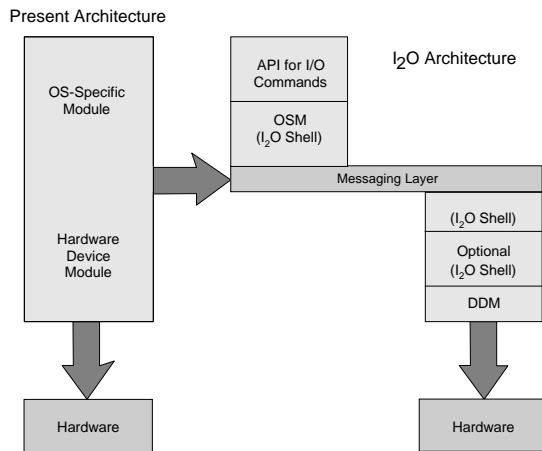 Present Architecture
OS-Specific
Module
Hardware
Device
Module
Hardware
I2O Architecture
API for I/O
Commands
OSM
(I2O Shell)
Messaging Layer
(I2O Shell)
Optional
(I2O Shell)
DDM
Hardware